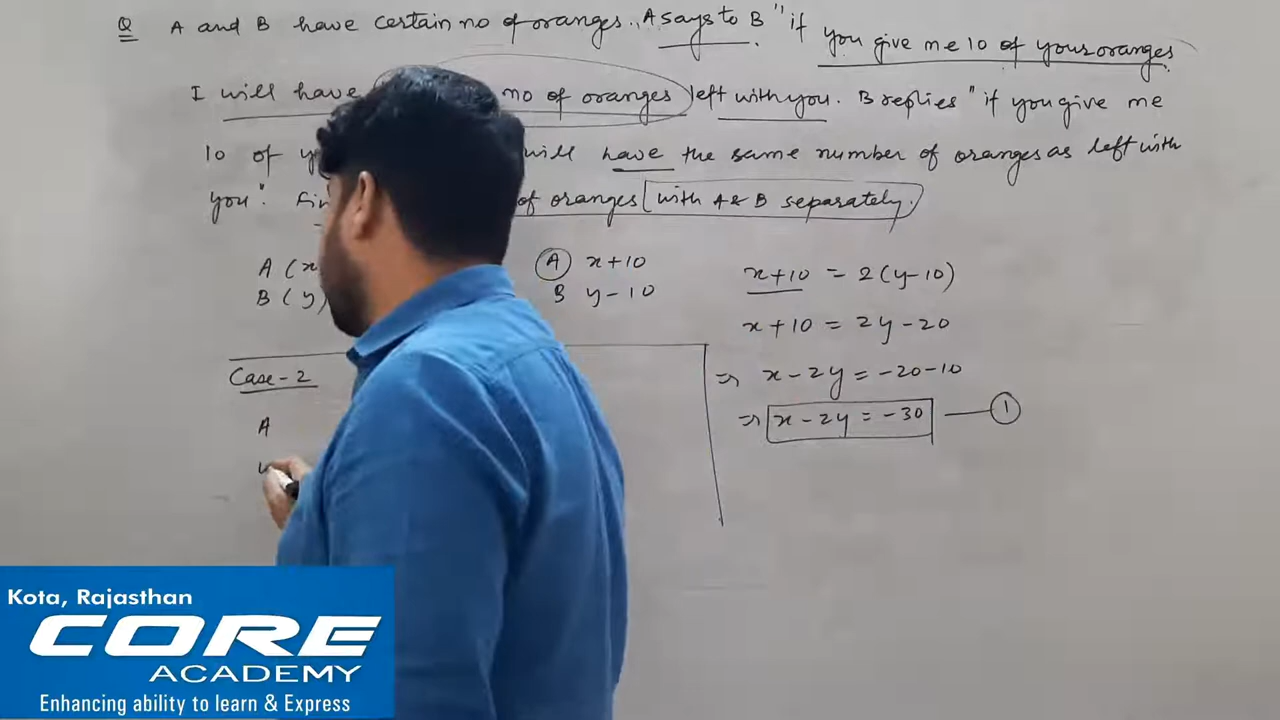 Q A and B have certain no of oranges., A says to B "if you give me 10 of your oranges
I will have no of oranges left with you. B replies "if you give me
10 of will have the same number of oranges as left with
you". of oranges with A & B separately.
A (x A x+10 x+10 = 2(y-10)
B (y) B y-10
x+10 = 2y-20
Case-2 ⇒ x-2y = -20-10
A ⇒ x-2y = -30 1
Kota, Rajasthan
CORE
ACADEMY
Enhancing ability to learn & Express